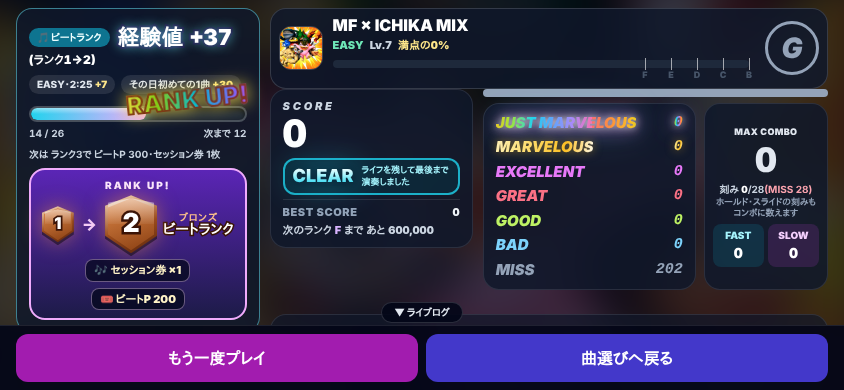 ビートランク 経験値 +37
(ランク1→2)
EASY・2:25 +7 その日初めての1曲 +30
RANK UP!
14 / 26 次まで 12
次は ランク3で ビートP 300・セッション券 1枚
RANK UP!
1 → 2 ブロンズ
ビートランク
セッション券 ×1
ビートP 200
MF × ICHIKA MIX
EASY Lv.7 満点の0%
F E D C B
G
SCORE
0
CLEAR ライフを残して最後まで
演奏しました
BEST SCORE 0
次のランク F まで あと 600,000
JUST MARVELOUS 0
MARVELOUS 0
EXCELLENT 0
GREAT 0
GOOD 0
BAD 0
MISS 202
MAX COMBO
0
刻み 0/28(MISS 28)
ホールド・スライドの刻みも
コンボに数えます
FAST SLOW
0 0
▼ ライブログ
もう一度プレイ 曲選びへ戻る